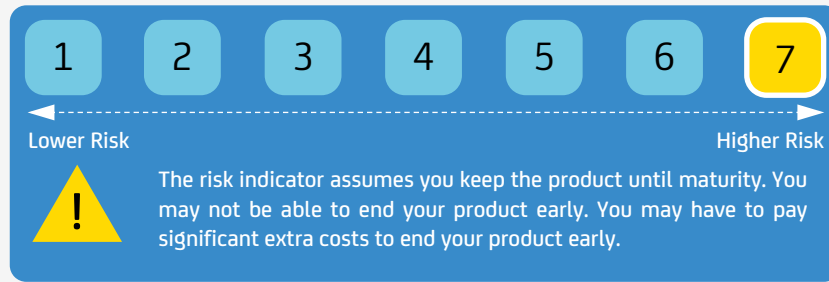 1 2 3 4 5 6 7
Lower Risk Higher Risk
!
The risk indicator assumes you keep the product until maturity. You
may not be able to end your product early. You may have to pay
significant extra costs to end your product early.